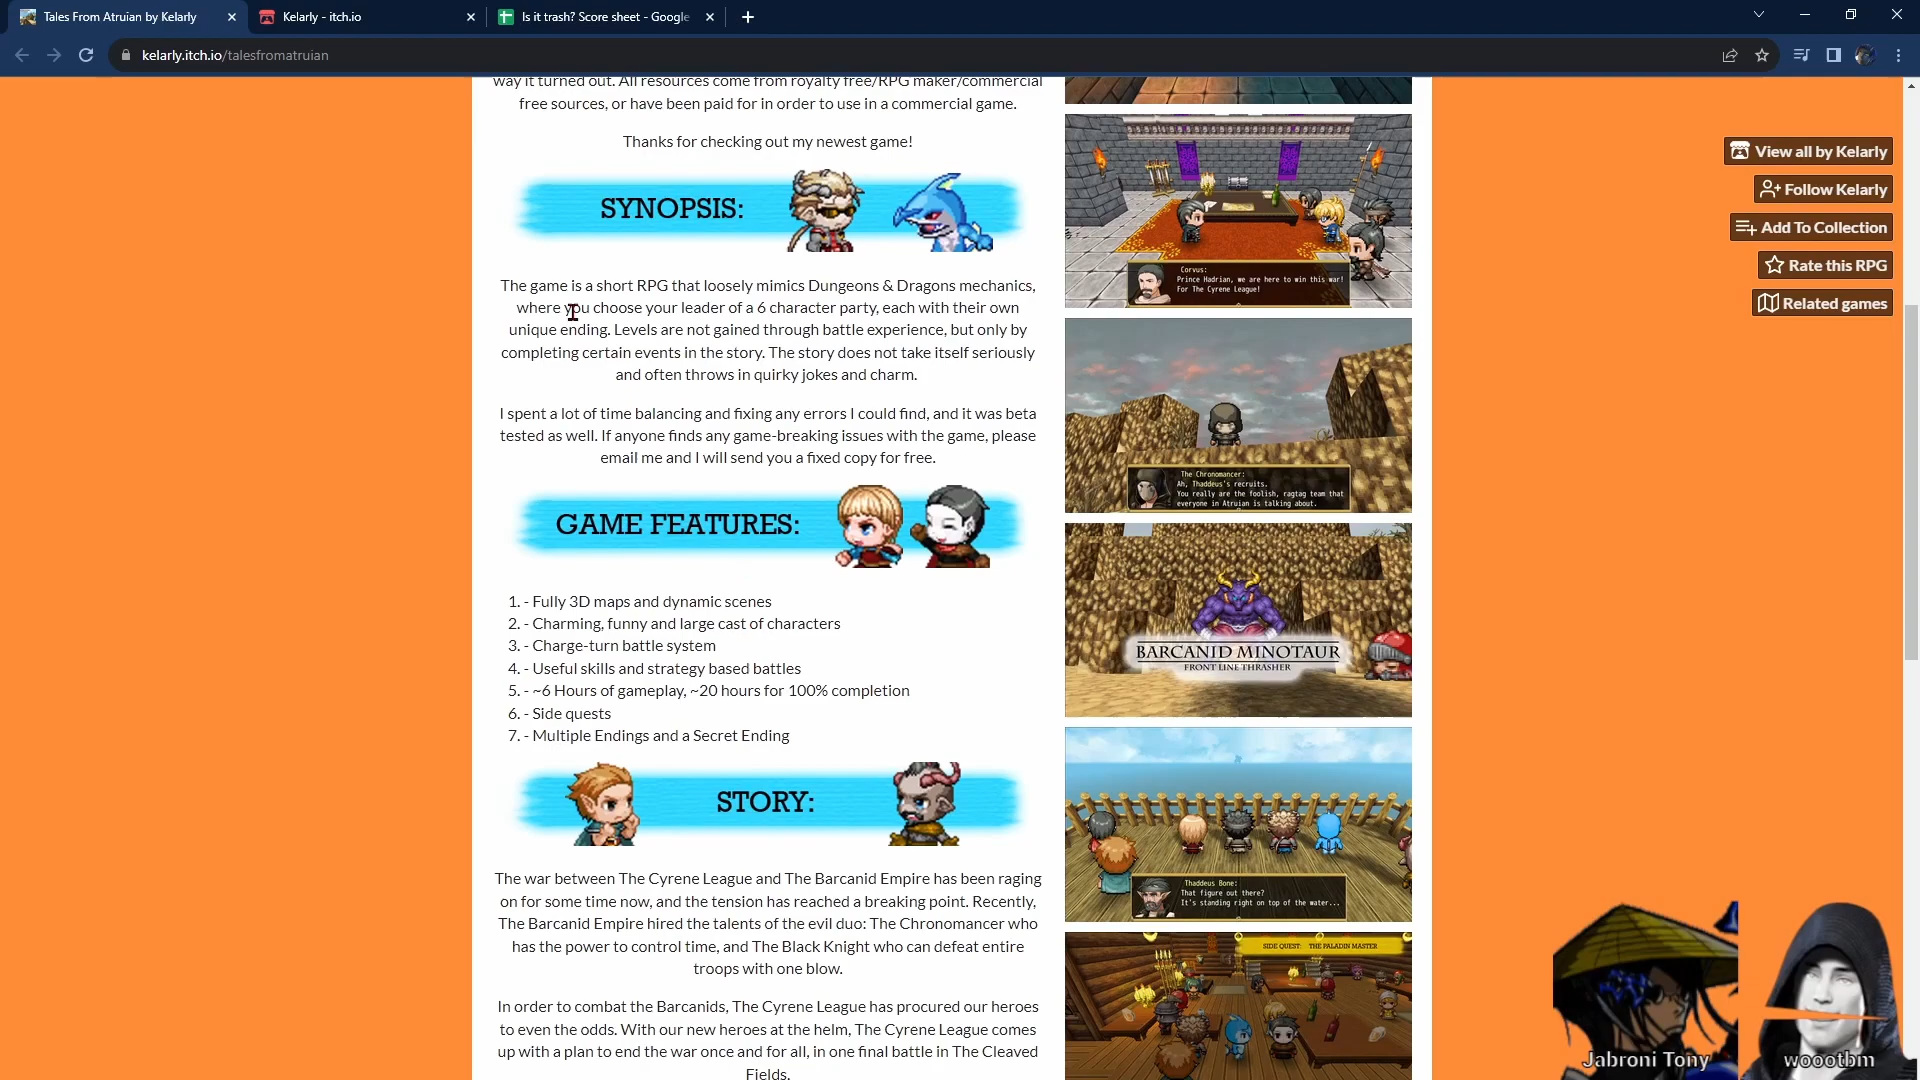 Tales From Atruian by Kelarly
Kelarly - itch.io
Is it trash? Score sheet - Google
kelarly.itch.io/talesfromatruian
way it turned out. All resources come from royalty free/RPG maker/commercial
free sources, or have been paid for in order to use in a commercial game.
Thanks for checking out my newest game!
SYNOPSIS:
The game is a short RPG that loosely mimics Dungeons & Dragons mechanics,
where you choose your leader of a 6 character party, each with their own
unique ending. Levels are not gained through battle experience, but only by
completing certain events in the story. The story does not take itself seriously
and often throws in quirky jokes and charm.
I spent a lot of time balancing and fixing any errors I could find, and it was beta
tested as well. If anyone finds any game-breaking issues with the game, please
email me and I will send you a fixed copy for free.
GAME FEATURES:
1. - Fully 3D maps and dynamic scenes
2. - Charming, funny and large cast of characters
3. - Charge-turn battle system
4. - Useful skills and strategy based battles
5. - ~6 Hours of gameplay, ~20 hours for 100% completion
6. - Side quests
7. - Multiple Endings and a Secret Ending
STORY:
The war between The Cyrene League and The Barcanid Empire has been raging
on for some time now, and the tension has reached a breaking point. Recently,
The Barcanid Empire hired the talents of the evil duo: The Chronomancer who
has the power to control time, and The Black Knight who can defeat entire
troops with one blow.
In order to combat the Barcanids, The Cyrene League has procured our heroes
to even the odds. With our new heroes at the helm, The Cyrene League comes
up with a plan to end the war once and for all, in one final battle in The Cleaved
Fields.
Corvus:
Prince Hadrian, we are here to win this war!
For The Cyrene League!
The Chronomancer:
Ah, Thaddeus's recruits.
You really are the foolish, ragtag team that
everyone in Atruian is talking about.
BARCANID MINOTAUR
FRONT LINE THRASHER
Thaddeus Bone:
That figure out there?
It's standing right on top of the water...
SIDE QUEST: THE PALADIN MASTER
View all by Kelarly
Follow Kelarly
Add To Collection
Rate this RPG
Related games
Jabroni Tony
woootbm